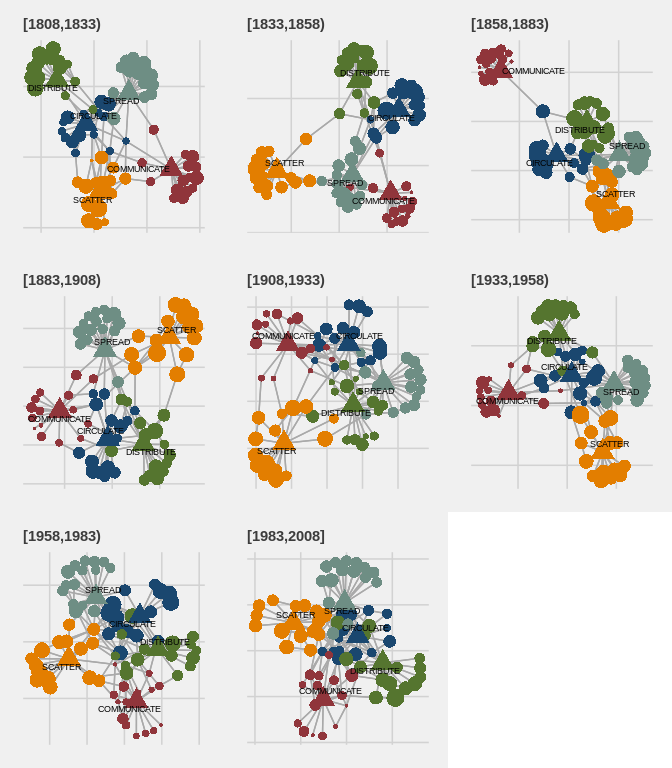 [1808,1833)
DISTRIBUTE
SPREAD
CIRCULATE
COMMUNICATE
SCATTER
[1833,1858)
DISTRIBUTE
CIRCULATE
SCATTER
SPREAD
COMMUNICATE
[1858,1883)
COMMUNICATE
DISTRIBUTE
SPREAD
CIRCULATE
SCATTER
[1883,1908)
SCATTER
SPREAD
COMMUNICATE
CIRCULATE
DISTRIBUTE
[1908,1933)
COMMUNICATE
CIRCULATE
SPREAD
DISTRIBUTE
SCATTER
[1933,1958)
DISTRIBUTE
CIRCULATE
SPREAD
COMMUNICATE
SCATTER
[1958,1983)
SPREAD
CIRCULATE
DISTRIBUTE
SCATTER
COMMUNICATE
[1983,2008]
SPREAD
SCATTER
CIRCULATE
DISTRIBUTE
COMMUNICATE